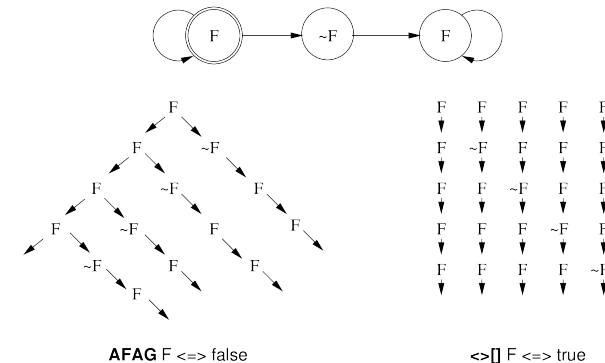 F ~F F
F F F F F F
F ~F F ~F F F F
F ~F F F F ~F F F
F ~F F F F F F ~F F
~F F F F F F F ~F
F
AFAG F <=> false <>[] F <=> true